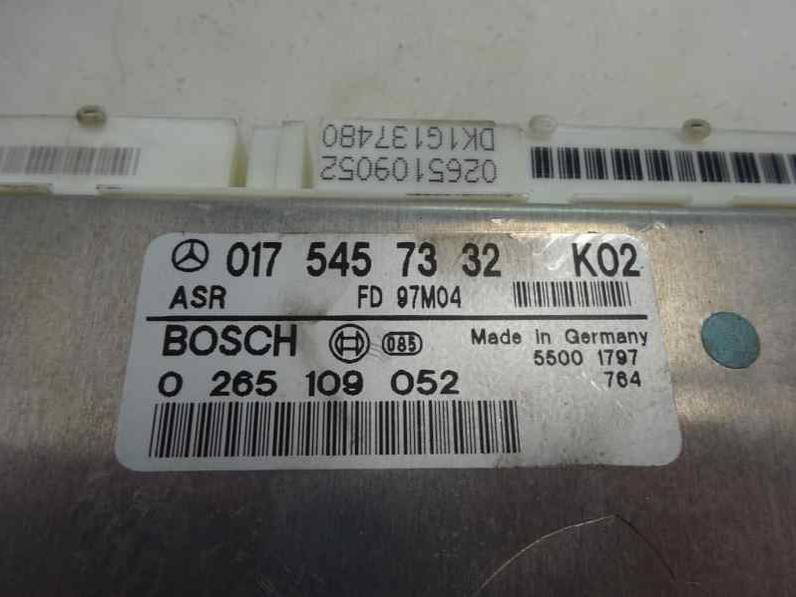 0265109052
DK1G137480
017 545 73 32 K02
ASR FD 97M04
BOSCH 085 Made in Germany
5500 1797
0 265 109 052 764